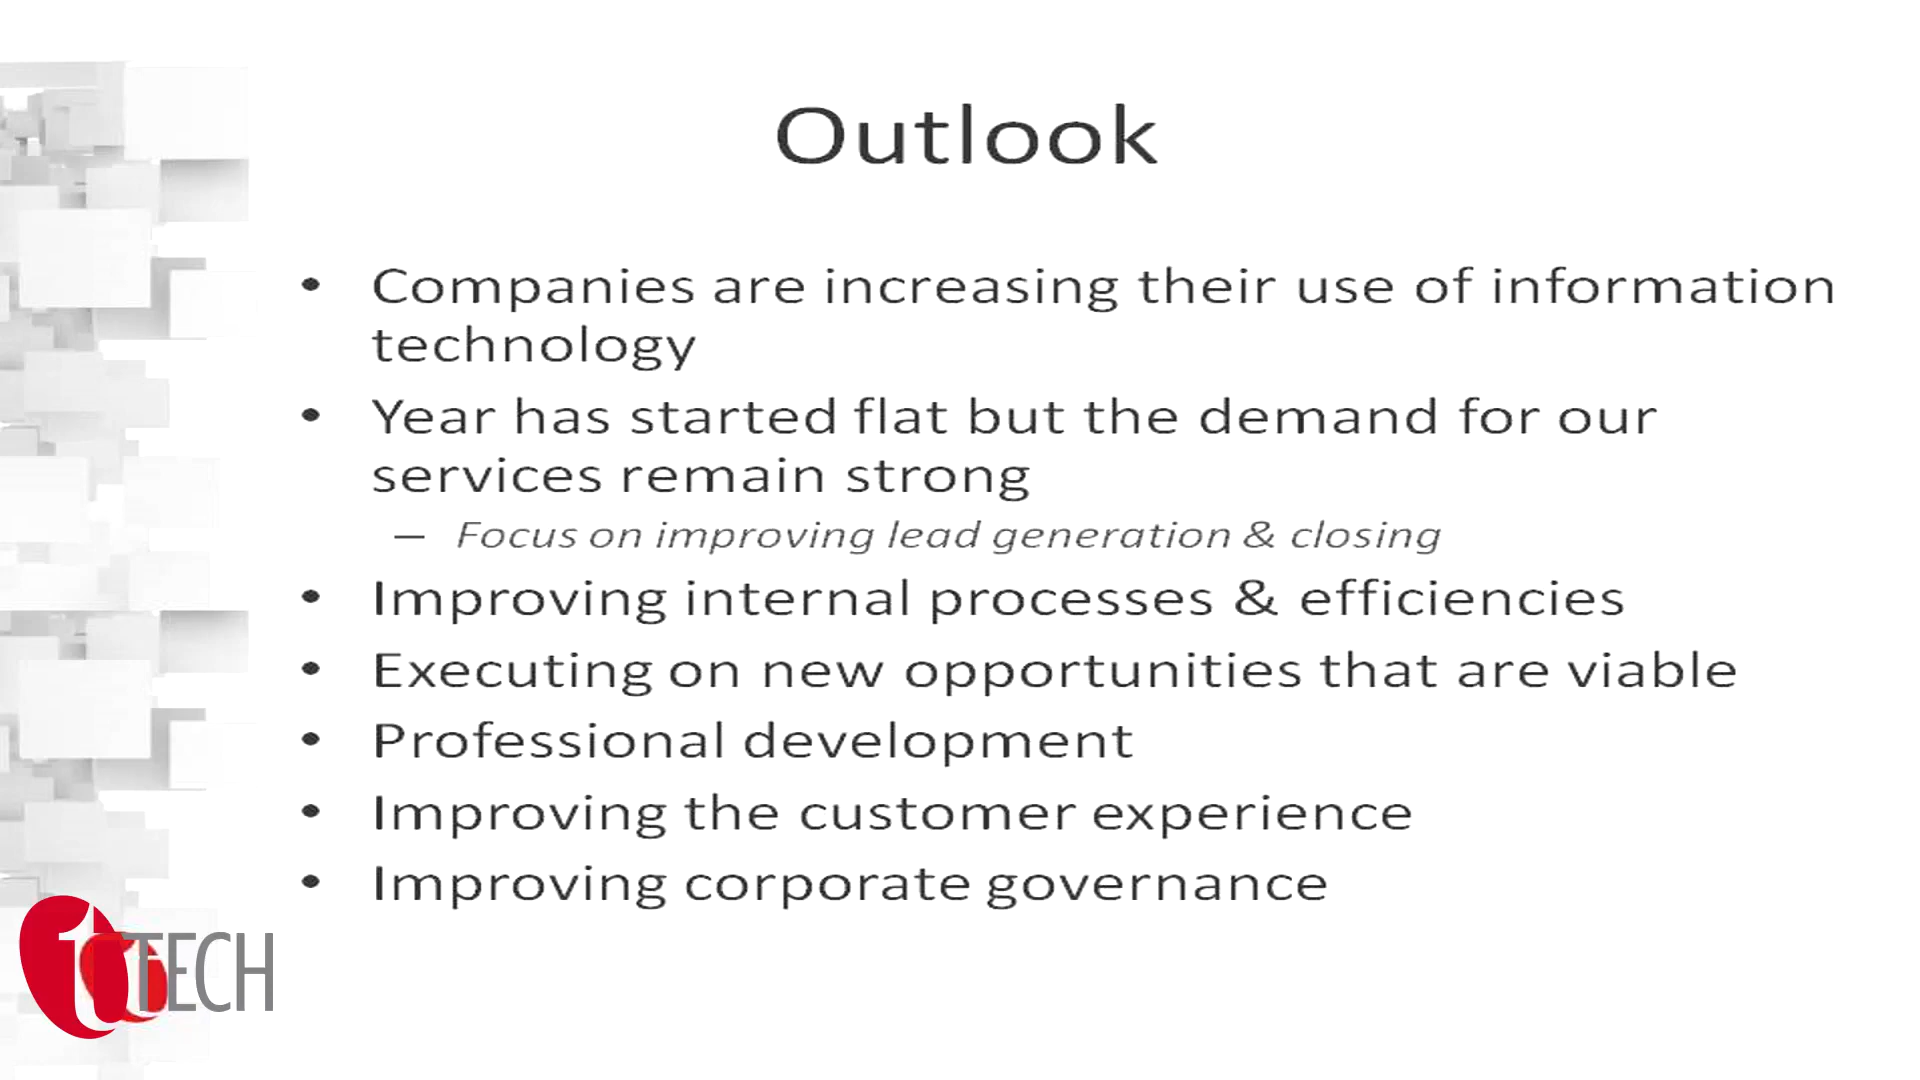 Outlook
• Companies are increasing their use of information
technology
• Year has started flat but the demand for our
services remain strong
– Focus on improving lead generation & closing
• Improving internal processes & efficiencies
• Executing on new opportunities that are viable
• Professional development
• Improving the customer experience
• Improving corporate governance
TECH